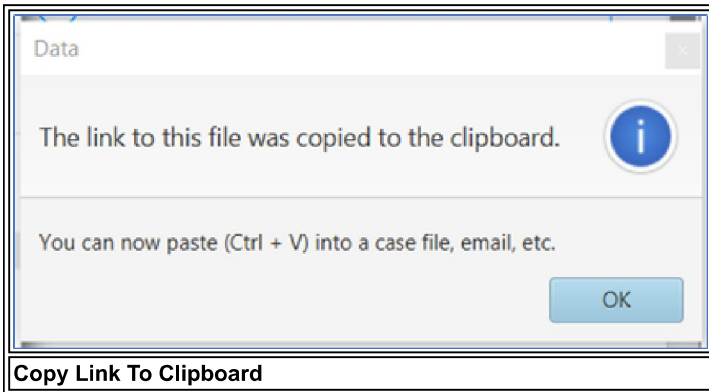 Data
The link to this file was copied to the clipboard.
You can now paste (Ctrl + V) into a case file, email, etc.
OK
Copy Link To Clipboard